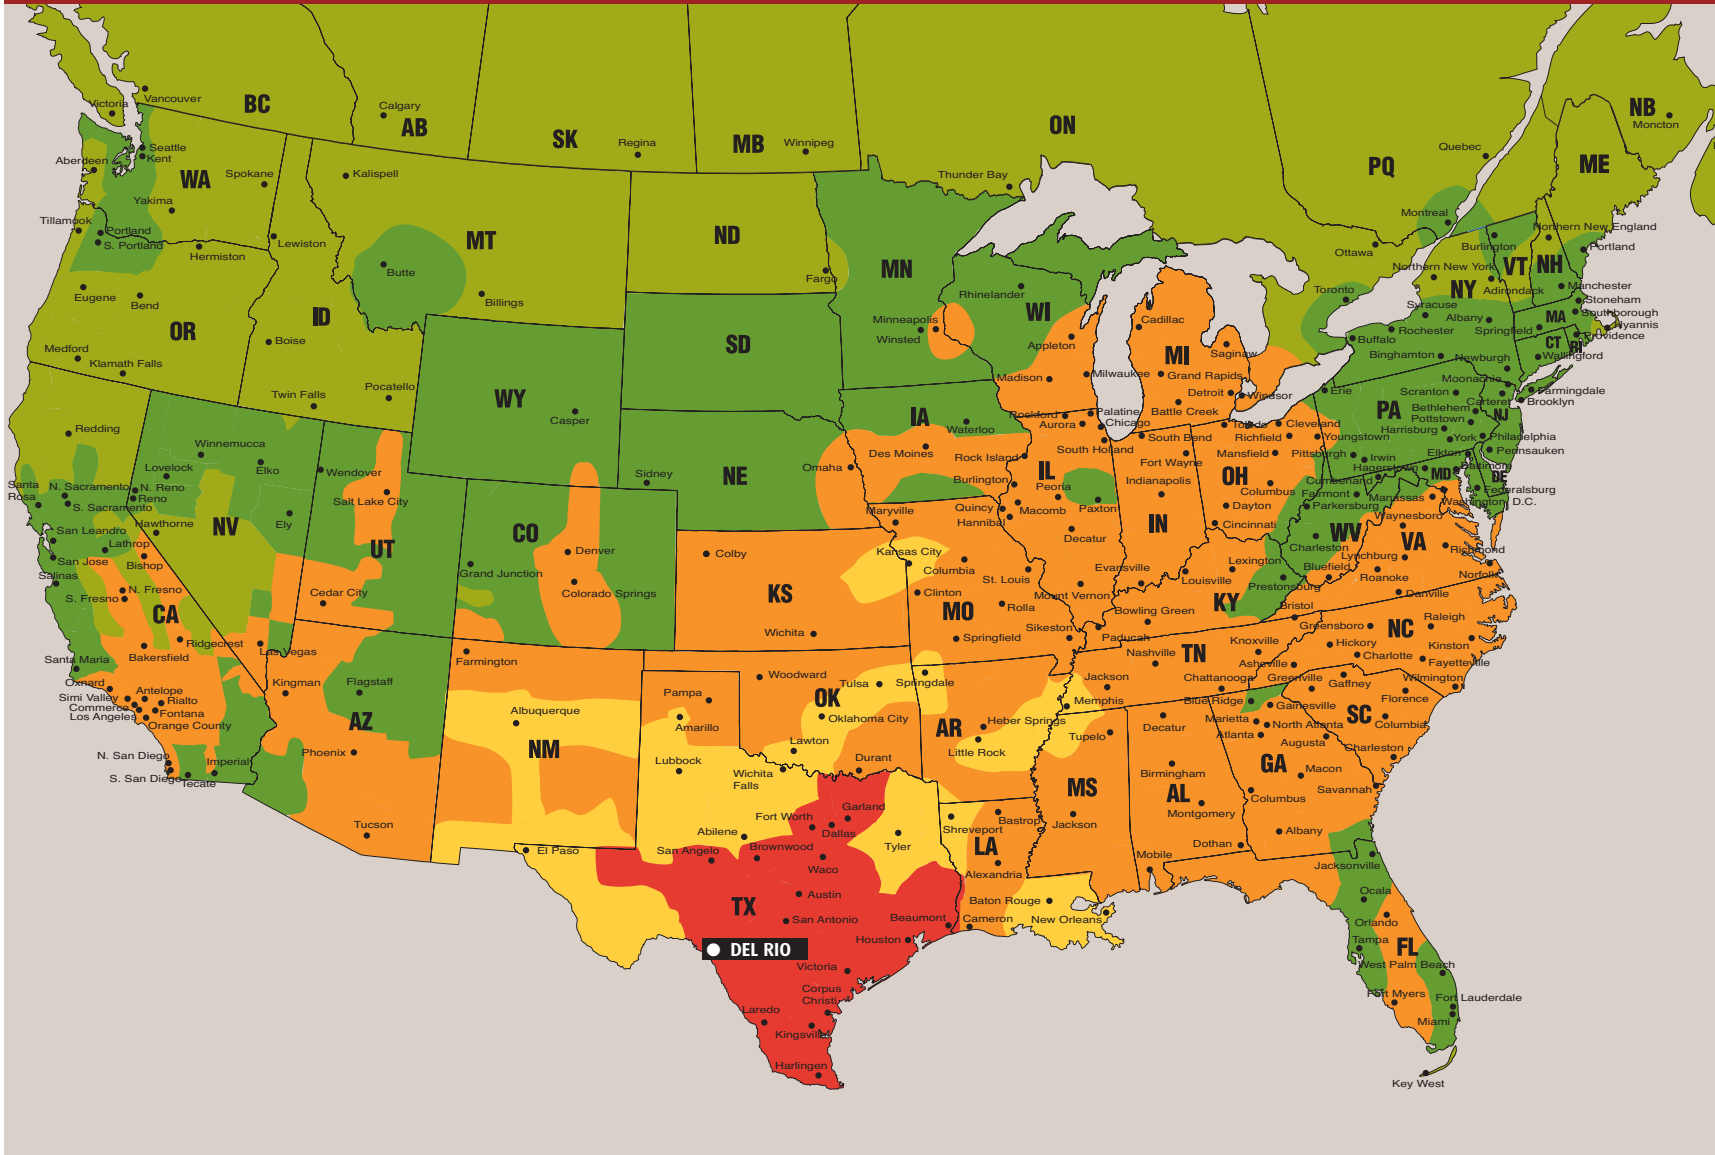 Victoria
Vancouver
BC
Calgary
AB
SK
Regina
MB
Winnipeg
ON
Thunder Bay
PQ
Quebec
Montreal
Ottawa
Toronto
NB
Moncton
ME
Aberdeen
Seattle
Kent
WA
Spokane
Yakima
Tillamook
Portland
S. Portland
Hermiston
Lewiston
Kalispell
MT
Butte
Billings
ND
Fargo
MN
Minneapolis
Winsted
Rhinelander
WI
Appleton
Madison
Milwaukee
Cadillac
MI
Saginaw
Grand Rapids
Detroit
Windsor
Battle Creek
Eugene
Bend
OR
Medford
Klamath Falls
ID
Boise
Twin Falls
Pocatello
WY
Casper
SD
NE
Sidney
Omaha
IA
Waterloo
Des Moines
Rockford
Aurora
Palatine
Chicago
South Holland
Rock Island
IL
Peoria
Burlington
Quincy
Hannibal
Macomb
Paxton
Decatur
Mount Vernon
South Bend
Fort Wayne
Indianapolis
IN
Evansville
Toledo
Cleveland
Richfield
Mansfield
Youngstown
OH
Columbus
Dayton
Cincinnati
Northern New England
Portland
Burlington
VT
NH
Northern New York
NY
Adirondack
Manchester
Stoneham
Southborough
Hyannis
Providence
MA
CT
RI
Springfield
Wallingford
Syracuse
Albany
Rochester
Buffalo
Binghamton
Newburgh
Moonachie
Farmingdale
Brooklyn
Carteret
NJ
Erie
PA
Scranton
Bethlehem
Pottstown
Harrisburg
York
Philadelphia
Pennsauken
Pittsburgh
Irwin
Elkton
Hagerstown
Baltimore
MD
DE
Federalsburg
Cumberland
Fairmont
Manassas
Washington, D.C.
Parkersburg
WV
Charleston
Waynesboro
VA
Richmond
Lynchburg
Bluefield
Roanoke
Norfolk
Danville
Redding
Winnemucca
Elko
Lovelock
N. Reno
Reno
Santa
Rosa
N. Sacramento
S. Sacramento
Hawthorne
NV
Ely
Wendover
Salt Lake City
UT
Cedar City
San Leandro
Lathrop
San Jose
Bishop
Salinas
N. Fresno
S. Fresno
CA
Ridgecrest
Bakersfield
Las Vegas
Santa Maria
Oxnard
Antelope
Simi Valley
Rialto
Commerce
Fontana
Los Angeles
Orange County
N. San Diego
S. San Diego
Imperial
Tecate
Kingman
Flagstaff
AZ
Phoenix
Tucson
CO
Denver
Grand Junction
Colorado Springs
Farmington
Albuquerque
NM
El Paso
Colby
KS
Wichita
Maryville
Kansas City
Columbia
St. Louis
Clinton
MO
Rolla
Springfield
Sikeston
Lexington
Louisville
Prestonsburg
KY
Bowling Green
Paducah
Bristol
Knoxville
Nashville
TN
Chattanooga
Jackson
Memphis
Greensboro
Raleigh
Hickory
NC
Kinston
Charlotte
Fayetteville
Asheville
Wilmington
Greenville
Gaffney
Florence
SC
Columbia
Charleston
Woodward
Tulsa
OK
Oklahoma City
Lawton
Durant
Springdale
AR
Heber Springs
Little Rock
Pampa
Amarillo
Lubbock
Wichita
Falls
Fort Worth
Garland
Dallas
Abilene
Tyler
San Angelo
Brownwood
Waco
TX
Austin
San Antonio
DEL RIO
Beaumont
Houston
Victoria
Corpus
Christi
Laredo
Kingsville
Harlingen
Shreveport
Bastrop
LA
Alexandria
Baton Rouge
Cameron
New Orleans
Tupelo
MS
Jackson
Decatur
Birmingham
AL
Montgomery
Dothan
Mobile
Blue Ridge
Gainesville
Marietta
North Atlanta
Atlanta
Augusta
GA
Macon
Columbus
Savannah
Albany
Jacksonville
Ocala
Orlando
Tampa
FL
West Palm Beach
Fort Myers
Fort Lauderdale
Miami
Key West